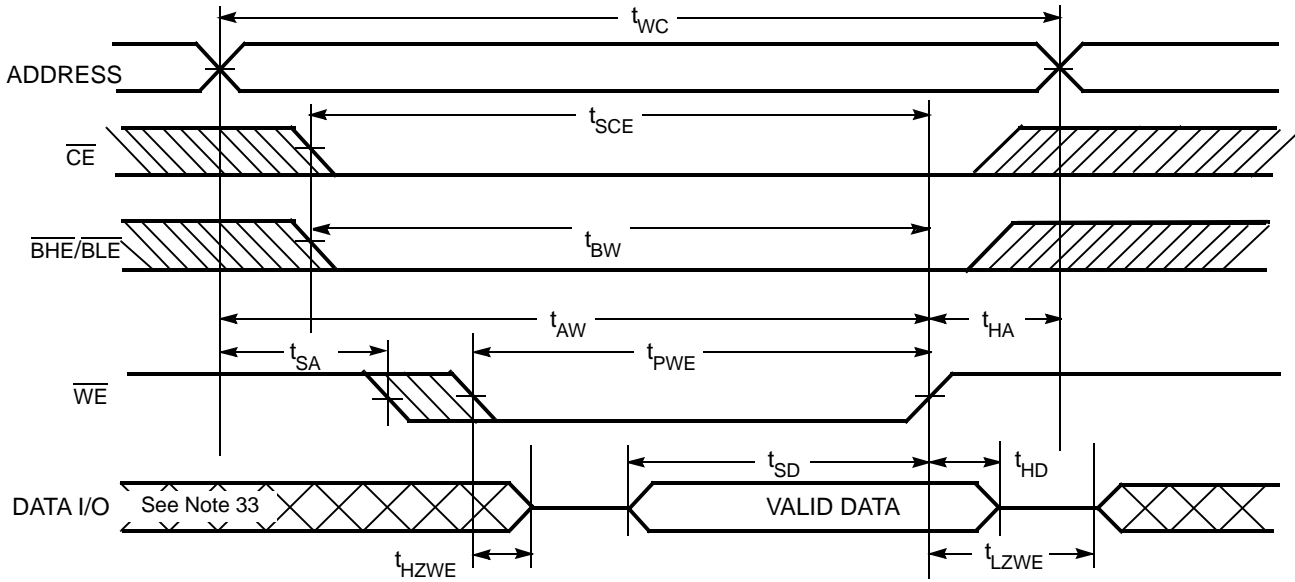 tWC
ADDRESS
tSCE
CE
BHE/BLE
tBW
tAW
tHA
tSA
tPWE
WE
tSD
tHD
DATA I/O
See Note 33
VALID DATA
tHZWE
tLZWE